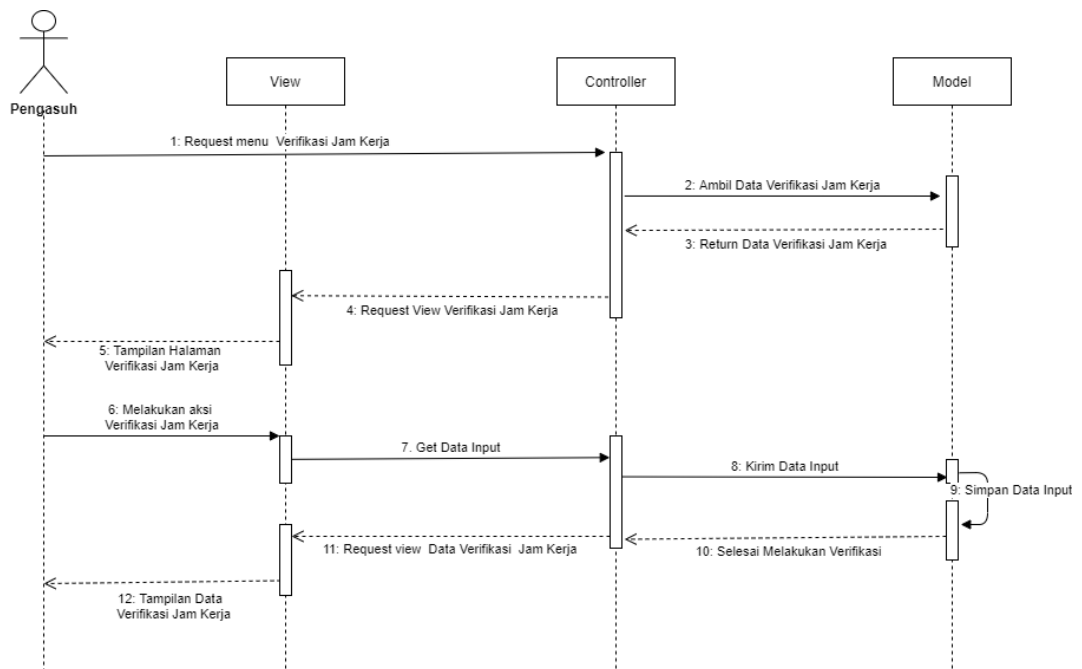 View
Controller
Model
Pengasuh
1: Request menu Verifikasi Jam Kerja
2: Ambil Data Verifikasi Jam Kerja
3: Return Data Verifikasi Jam Kerja
4: Request View Verifikasi Jam Kerja
5: Tampilan Halaman
Verifikasi Jam Kerja
6: Melakukan aksi
Verifikasi Jam Kerja
7. Get Data Input
8: Kirim Data Input
9: Simpan Data Input
10: Selesai Melakukan Verifikasi
11: Request view Data Verifikasi Jam Kerja
12: Tampilan Data
Verifikasi Jam Kerja